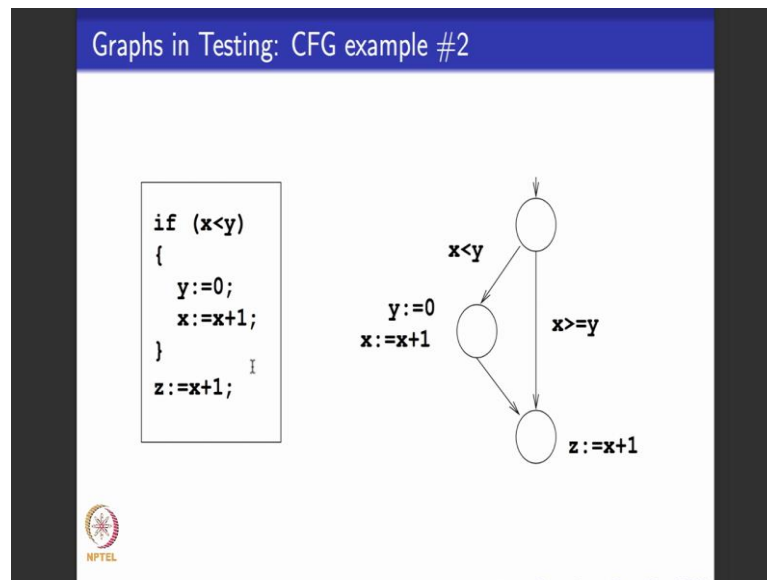 Graphs in Testing: CFG example #2
if (x<y)
{
y:=0;
x:=x+1;
}
z:=x+1;
x<y
y:=0
x:=x+1
x>=y
z:=x+1
NPTEL